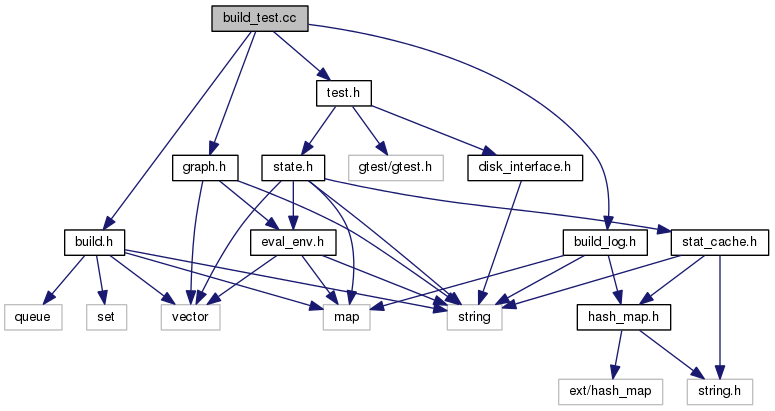 build_test.cc
test.h
graph.h
state.h
gtest/gtest.h
disk_interface.h
build.h
eval_env.h
build_log.h
stat_cache.h
queue
set
vector
map
string
hash_map.h
ext/hash_map
string.h